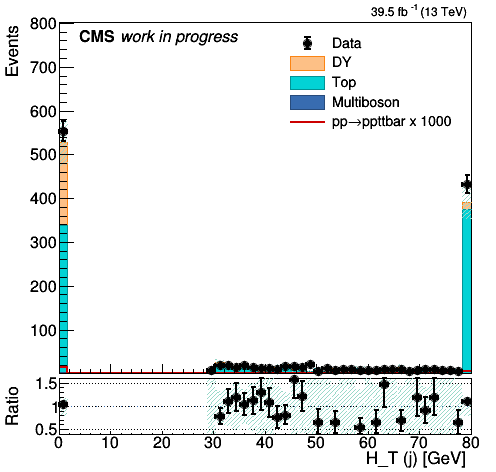 39.5 fb⁻¹ (13 TeV)
Events
CMS work in progress
Data
DY
Top
Multiboson
pp→ppttbar x 1000
800
700
600
500
400
300
200
100
Ratio
1.5
1
0.5
0 10 20 30 40 50 60 70 80
H_T (j) [GeV]